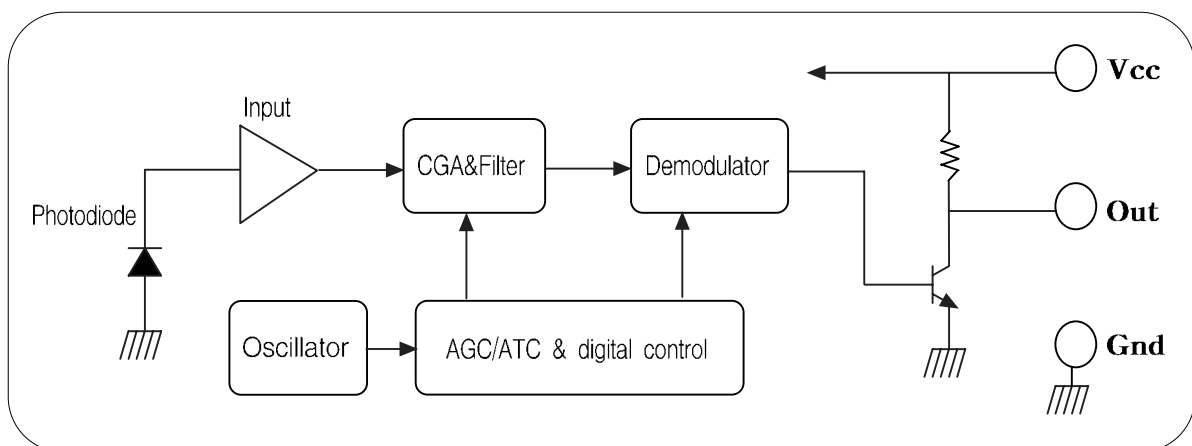 Input
Vcc
CGA&Filter
Demodulator
Photodiode
Out
Oscillator
AGC/ATC & digital control
Gnd